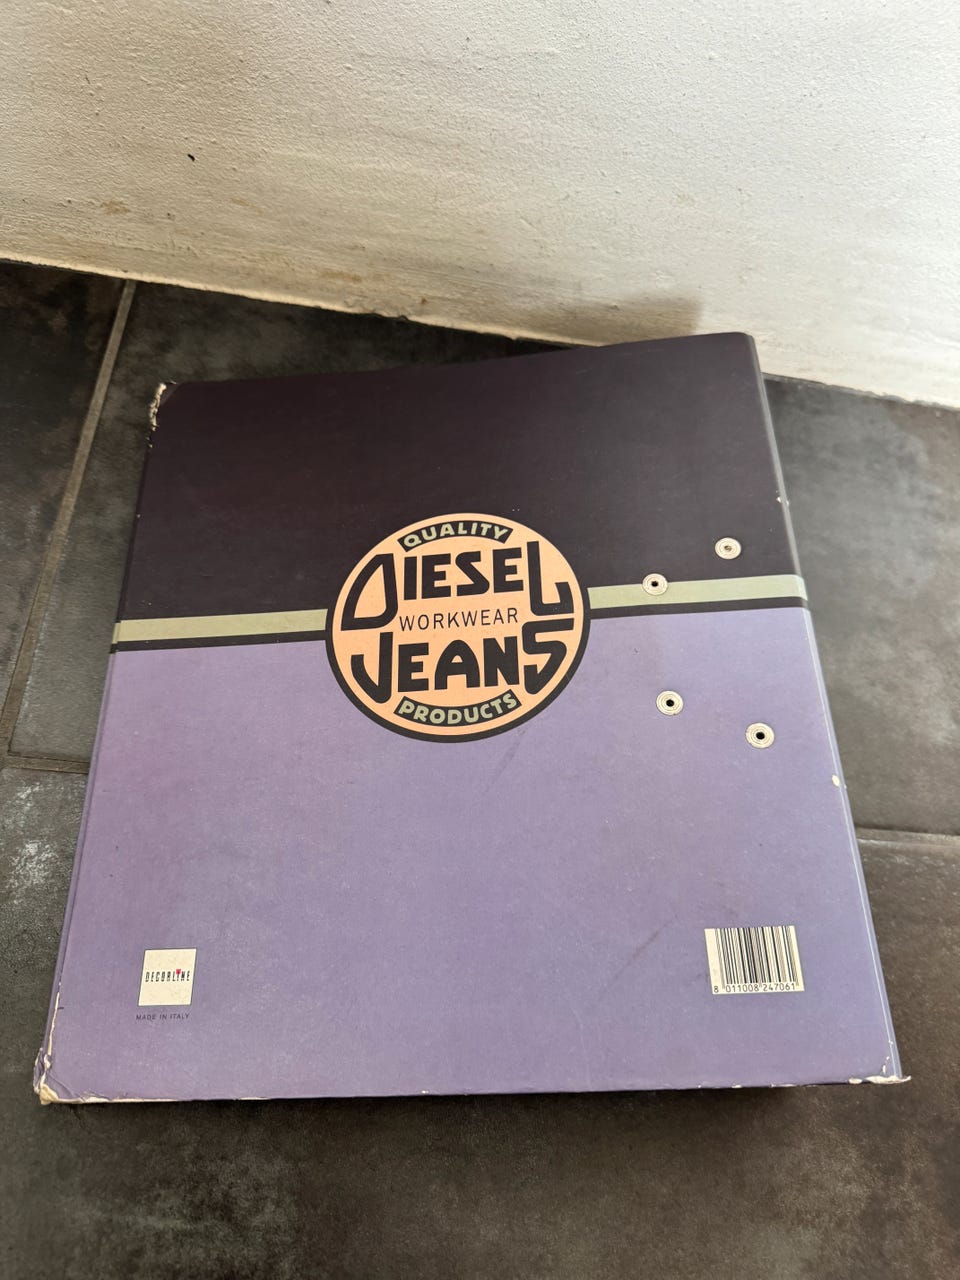 QUALITY
DIESEL
WORKWEAR
JEANS
PRODUCTS
DECORLINE
MADE IN ITALY
8 011008 247061